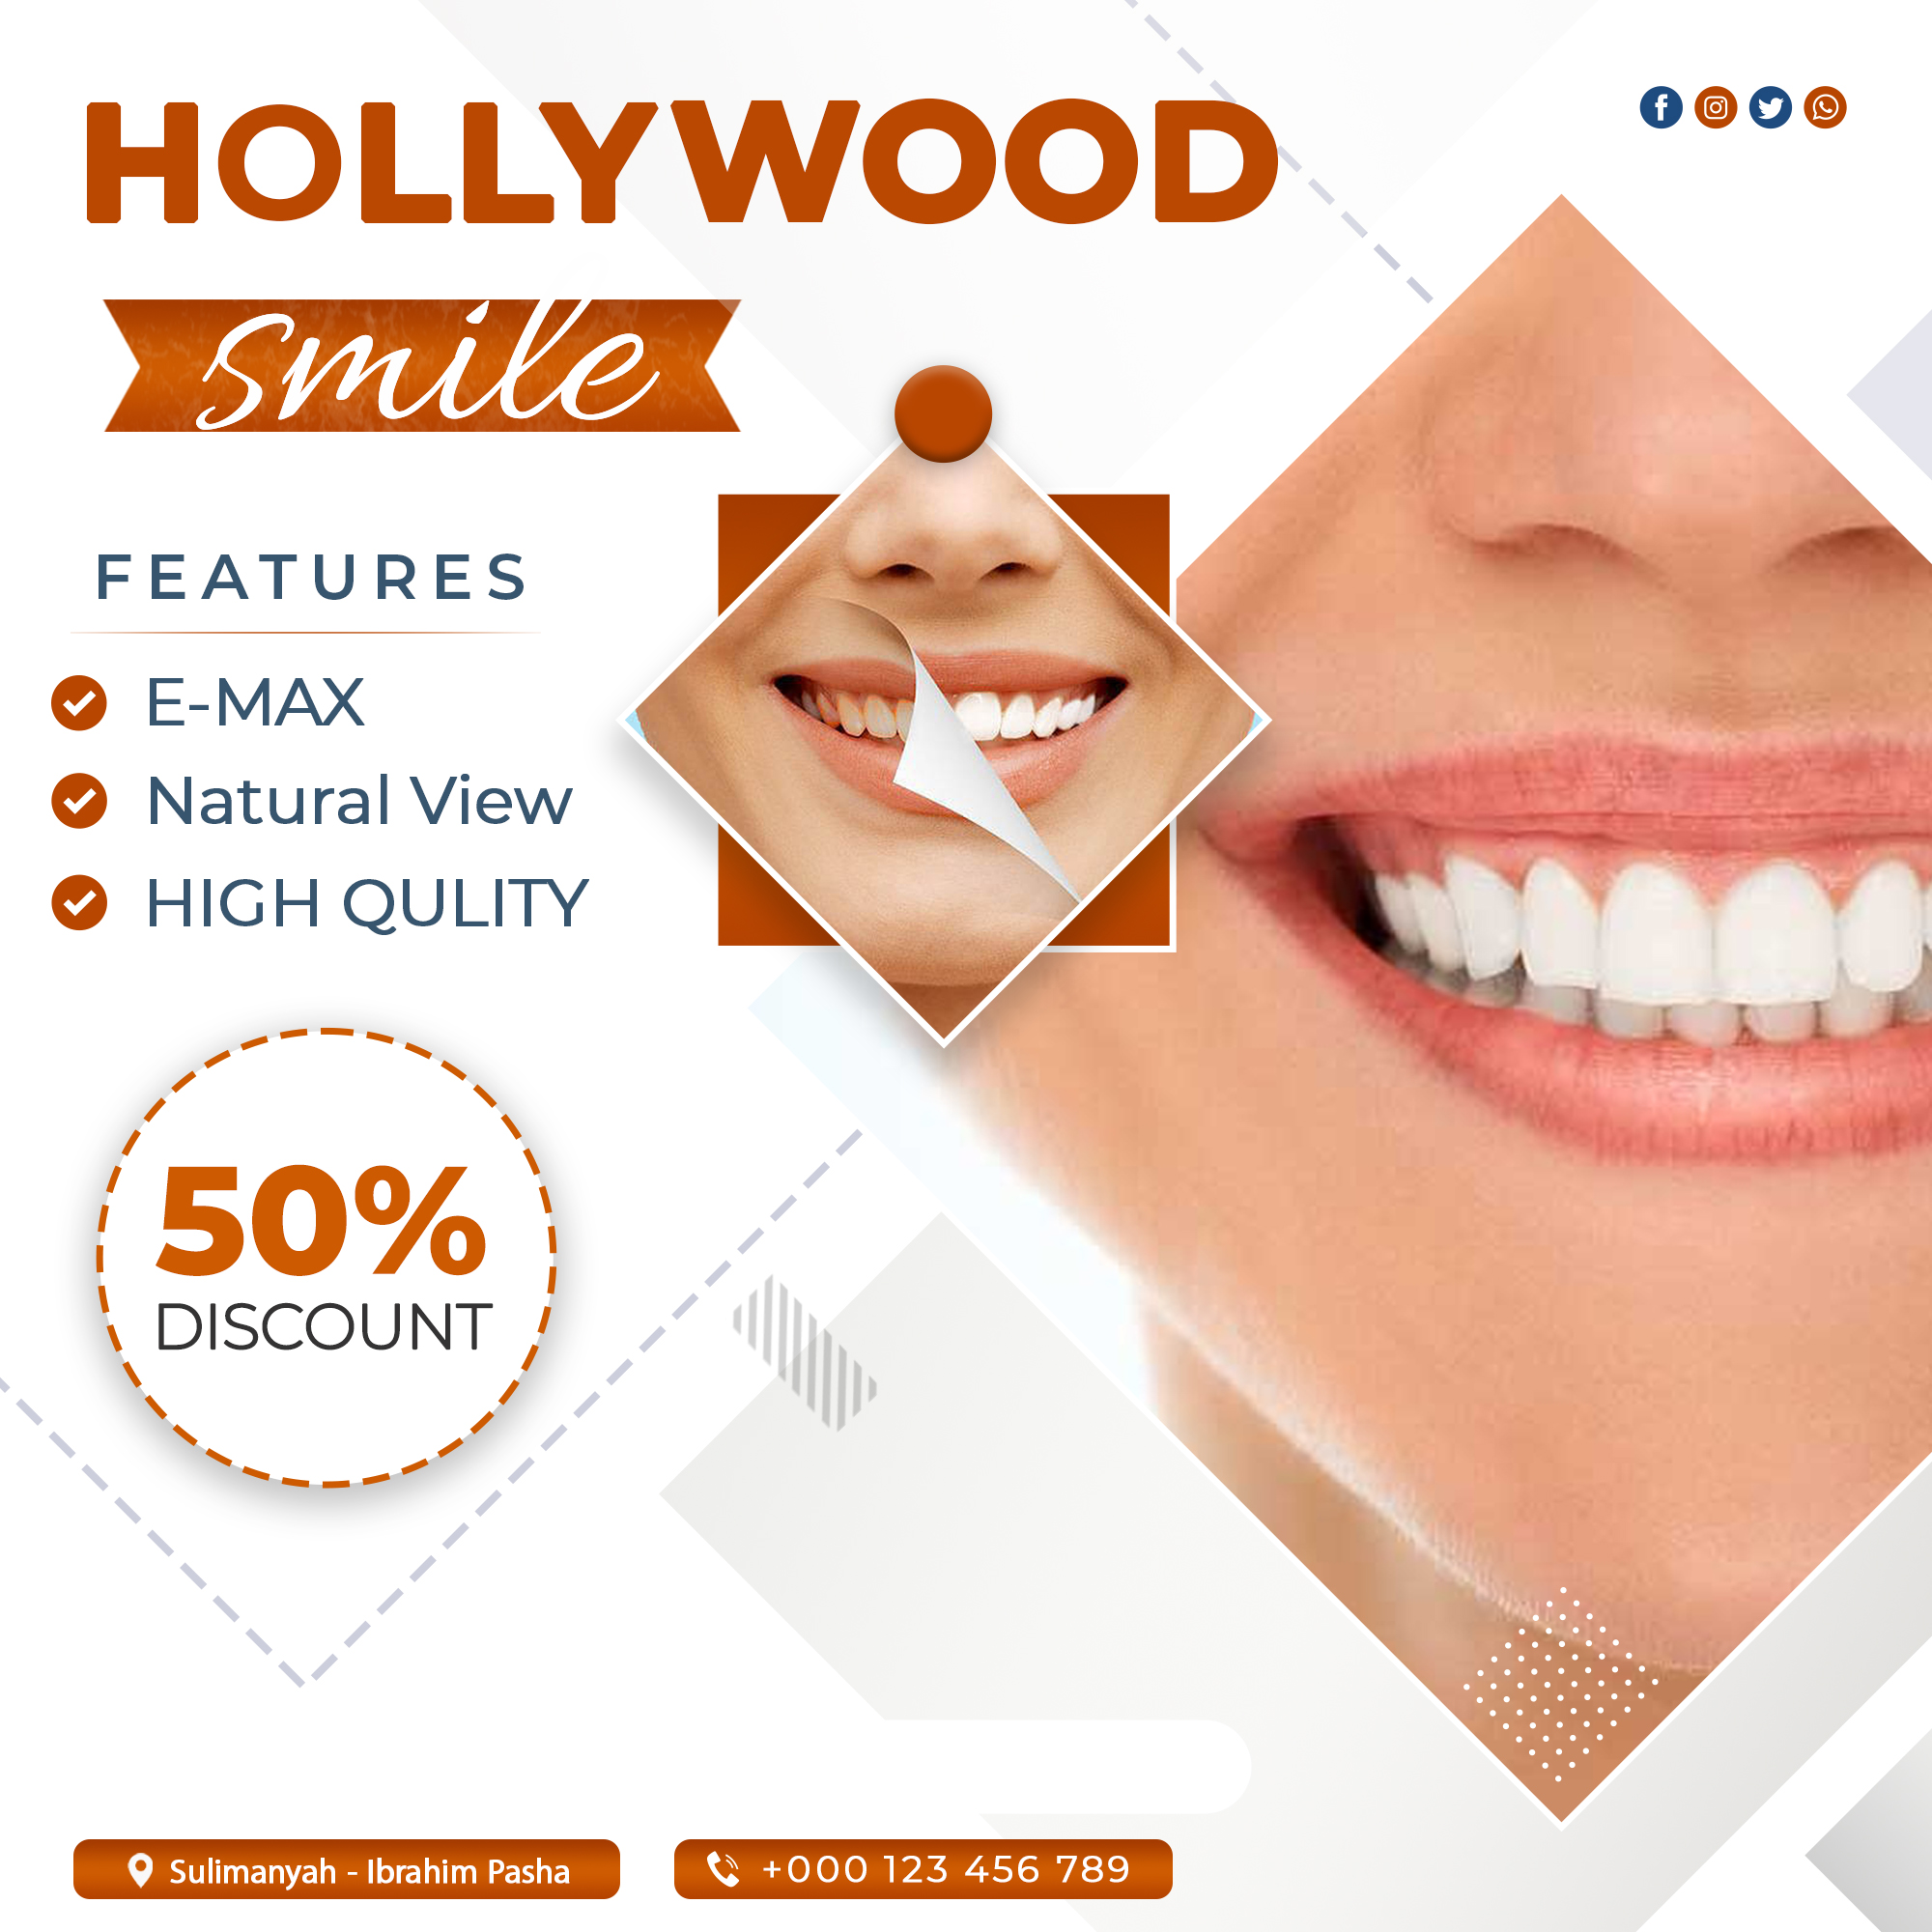 HOLLYWOOD
smile
FEATURES
E-MAX
Natural View
HIGH QULITY
50%
DISCOUNT
Sulimanyah - Ibrahim Pasha
+000 123 456 789